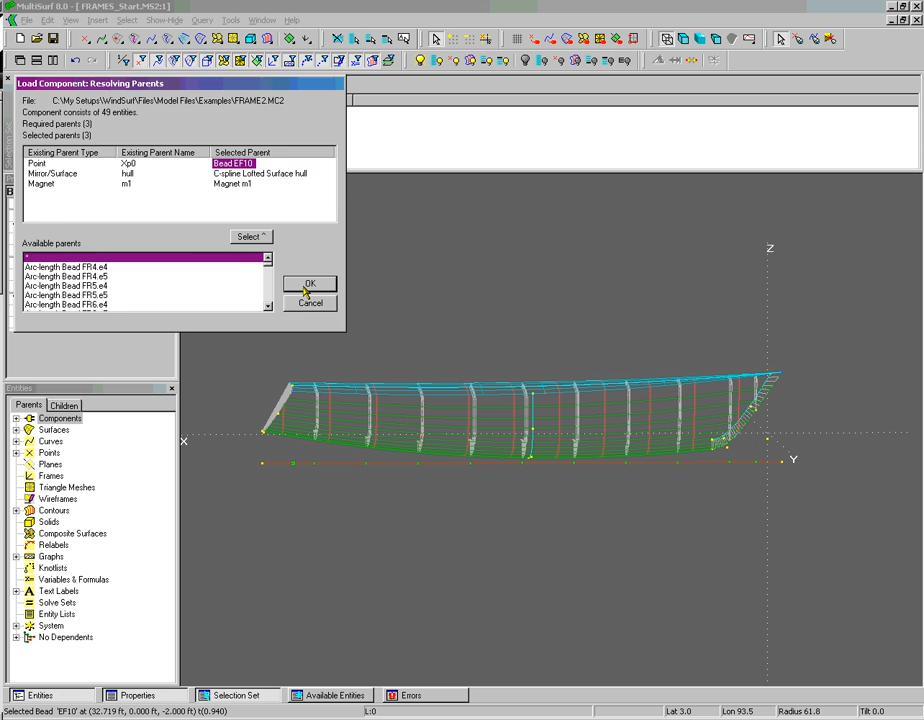 MultiSurf 8.0 - [ FRAMES_Start.MS2:1]
File Edit View Insert Select Show-Hide Query Tools Window Help
Load Component: Resolving Parents
File: C:\My Setups\WindSurf\Files\Model Files\Examples\FRAME2.MC2
Component consists of 49 entities.
Required parents (3)
Selected parents (3)
Existing Parent Type Existing Parent Name Selected Parent
Point Xp0 Bead EF10
Mirror/Surface hull C-spline Lofted Surface hull
Magnet m1 Magnet m1
Select ^
Available parents
*
Arc-length Bead FR4.e4
Arc-length Bead FR4.e5
Arc-length Bead FR5.e4
Arc-length Bead FR5.e5
Arc-length Bead FR6.e4
OK
Cancel
Z
X
Y
Entities
Parents Children
Components
Surfaces
Curves
Points
Planes
Frames
Triangle Meshes
Wireframes
Contours
Solids
Composite Surfaces
Relabels
Graphs
Knotlists
Variables & Formulas
Text Labels
Solve Sets
Entity Lists
System
No Dependents
Entities Properties Selection Set Available Entities Errors
Selected Bead 'EF10' at (32.719 ft, 0.000 ft, -2.000 ft) t(0.940) L:0 Lat 3.0 Lon 93.5 Radius 61.8 Tilt 0.0